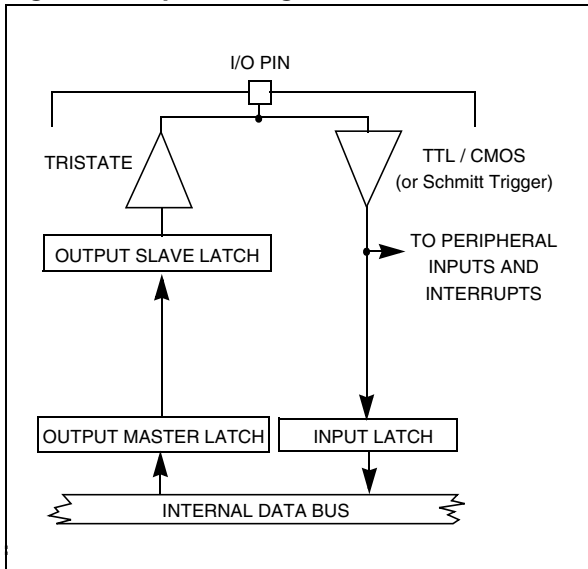 I/O PIN
TRISTATE
TTL / CMOS
(or Schmitt Trigger)
OUTPUT SLAVE LATCH
TO PERIPHERAL
INPUTS AND
INTERRUPTS
OUTPUT MASTER LATCH
INPUT LATCH
INTERNAL DATA BUS